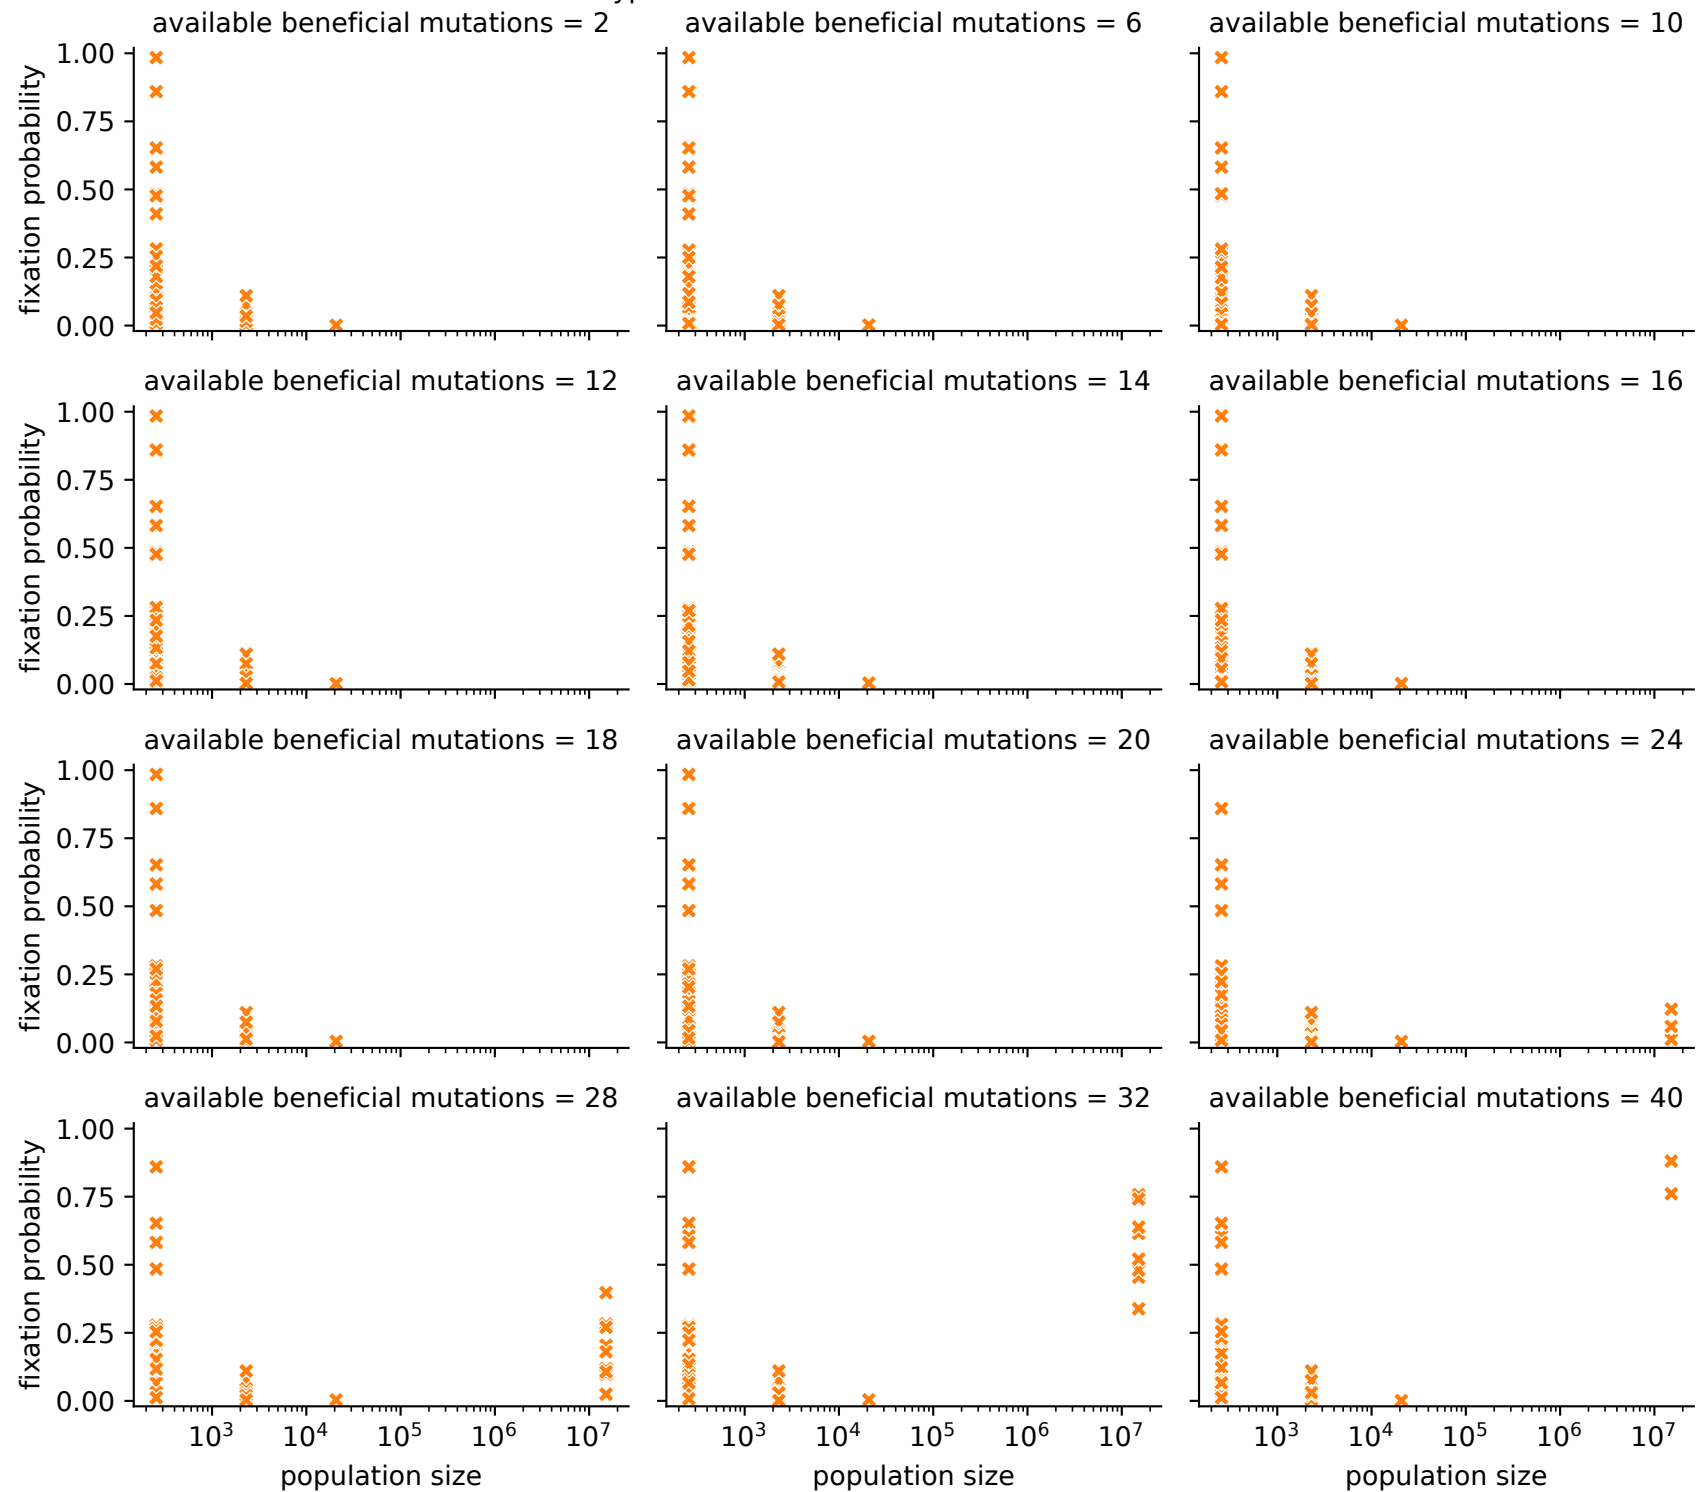 available beneficial mutations = 2
available beneficial mutations = 6
available beneficial mutations = 10
fixation probability
1.00
0.75
0.50
0.25
0.00
available beneficial mutations = 12
available beneficial mutations = 14
available beneficial mutations = 16
fixation probability
1.00
0.75
0.50
0.25
0.00
available beneficial mutations = 18
available beneficial mutations = 20
available beneficial mutations = 24
fixation probability
1.00
0.75
0.50
0.25
0.00
available beneficial mutations = 28
available beneficial mutations = 32
available beneficial mutations = 40
fixation probability
1.00
0.75
0.50
0.25
0.00
10³ 10⁴ 10⁵ 10⁶ 10⁷
10³ 10⁴ 10⁵ 10⁶ 10⁷
10³ 10⁴ 10⁵ 10⁶ 10⁷
population size
population size
population size